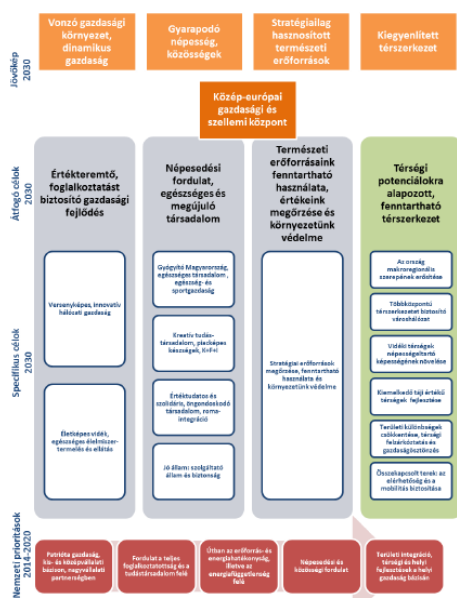 Jövőkép
2030
Vonzó gazdasági
környezet,
dinamikus
gazdaság
Gyarapodó
népesség,
közösségek
Stratégiailag
hasznosított
természeti
erőforrások
Kiegyenlített
térszerkezet
Közép-európai
gazdasági és
szellemi központ
Átfogó célok
2030
Értékteremtő,
foglalkoztatást
biztosító gazdasági
fejlődés
Népesedési
fordulat,
egészséges és
megújuló
társadalom
Természeti
erőforrásaink
fenntartható
használata,
értékeink
megőrzése és
környezetünk
védelme
Térségi
potenciálokra
alapozott,
fenntartható
térszerkezet
Specifikus célok
2030
Versenyképes, innovatív
hálózati gazdaság
Életképes vidék,
egészséges élelmiszer-
termelés és ellátás
Gyógyító Magyarország,
egészséges társadalom,
egészség- és
sportgazdaság
Kreatív tudás-
társadalom, piacképes
készségek, K+F+I
Értéktudatos és
szolidáris, öngondoskodó
társadalom, roma-
integráció
Jó állam: szolgáltató
állam és biztonság
Stratégiai erőforrások
megőrzése, fenntartható
használata és
környezetünk védelme
Az ország
makroregionális
szerepének erősítése
Többközpontú
térszerkezetet biztosító
városhálózat
Vidéki térségek
népességeltartó
képességének növelése
Kiemelkedő táji értékű
térségek fejlesztése
Területi különbségek
csökkentése, térségi
felzárkóztatás és
gazdaságösztönzés
Összekapcsolt terek: az
elérhetőség és a
mobilitás biztosítása
Nemzeti prioritások
2014-2020
Patrióta gazdaság,
kis- és középvállalati
bázison, nagyvállalati
partnerségben
Fordulat a teljes
foglalkoztatottság és a
tudástársadalom felé
Útban az erőforrás- és
energiahatékonyság,
illetve az
energiafüggetlenség
felé
Népesedési és
közösségi fordulat
Területi integráció,
térségi és helyi
fejlesztések a helyi
gazdaság bázisán